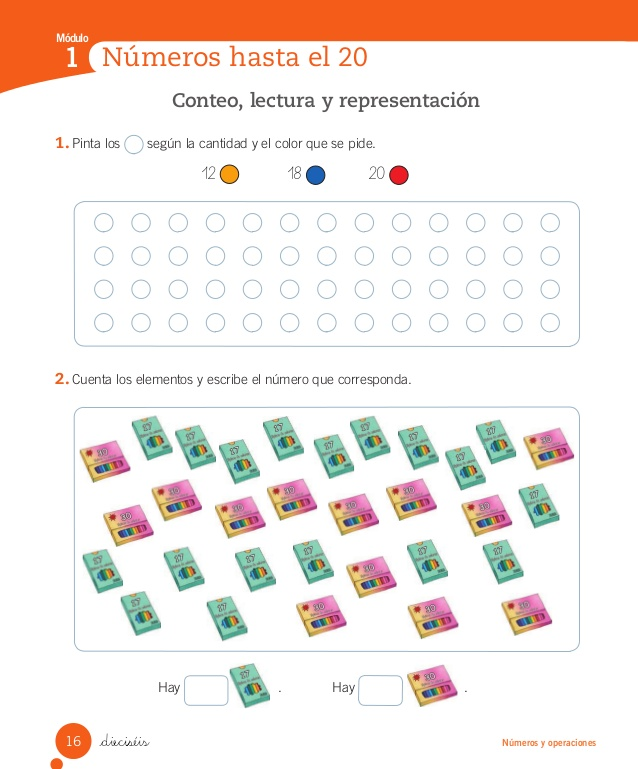 Módulo
1 Números hasta el 20
Conteo, lectura y representación
1. Pinta los según la cantidad y el color que se pide.
12 18 20
2. Cuenta los elementos y escribe el número que corresponda.
Hay . Hay .
16 dieciséis Números y operaciones